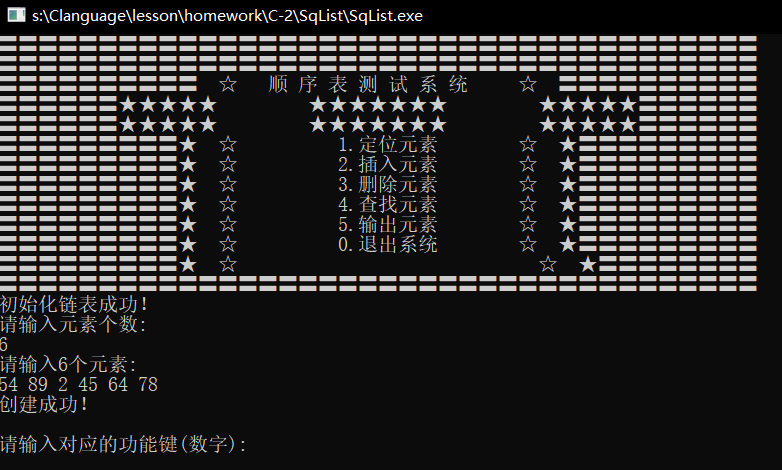 s:\Clanguage\lesson\homework\C-2\SqList\SqList.exe
☆ 顺 序 表 测 试 系 统 ☆
★★★★★ ★★★★★★★ ★★★★★
★★★★★ ★★★★★★★ ★★★★★
★ ☆ 1.定位元素 ☆ ★
★ ☆ 2.插入元素 ☆ ★
★ ☆ 3.删除元素 ☆ ★
★ ☆ 4.查找元素 ☆ ★
★ ☆ 5.输出元素 ☆ ★
★ ☆ 0.退出系统 ☆ ★
★ ☆ ☆ ★
初始化链表成功!
请输入元素个数:
6
请输入6个元素:
54 89 2 45 64 78
创建成功!
请输入对应的功能键(数字):